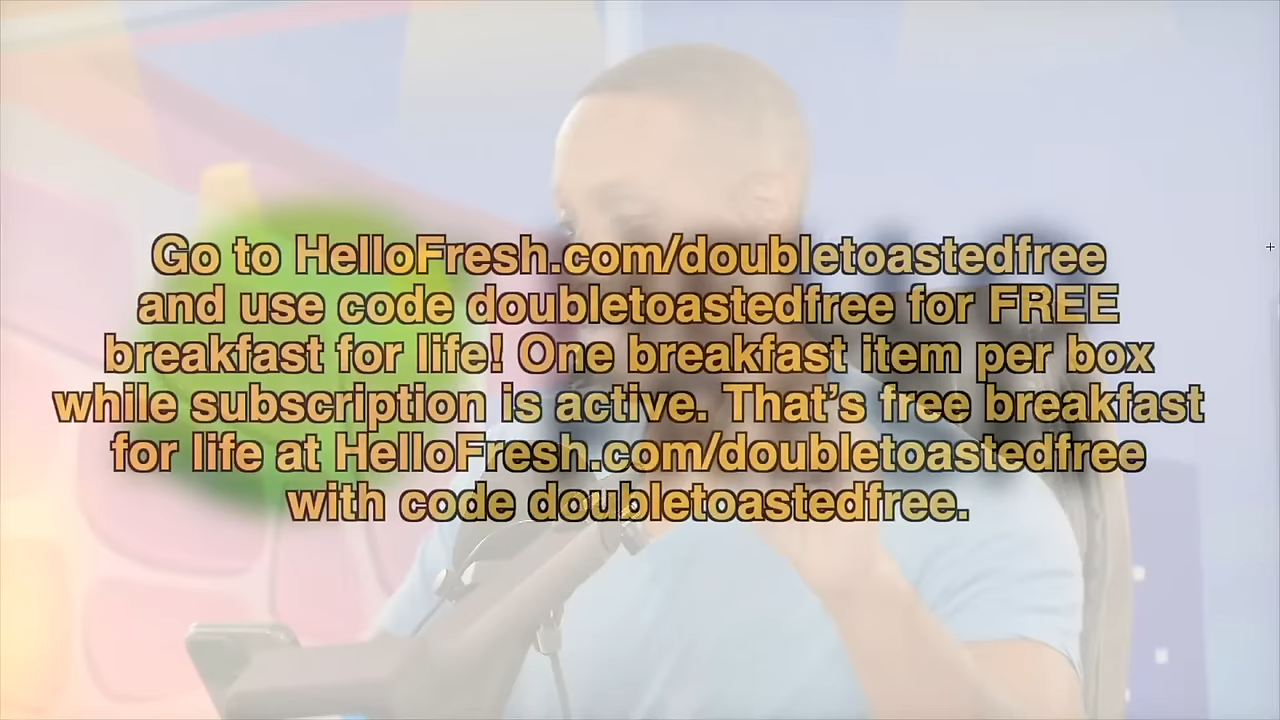 Go to HelloFresh.com/doubletoastedfree
and use code doubletoastedfree for FREE
breakfast for life! One breakfast item per box
while subscription is active. That’s free breakfast
for life at HelloFresh.com/doubletoastedfree
with code doubletoastedfree.